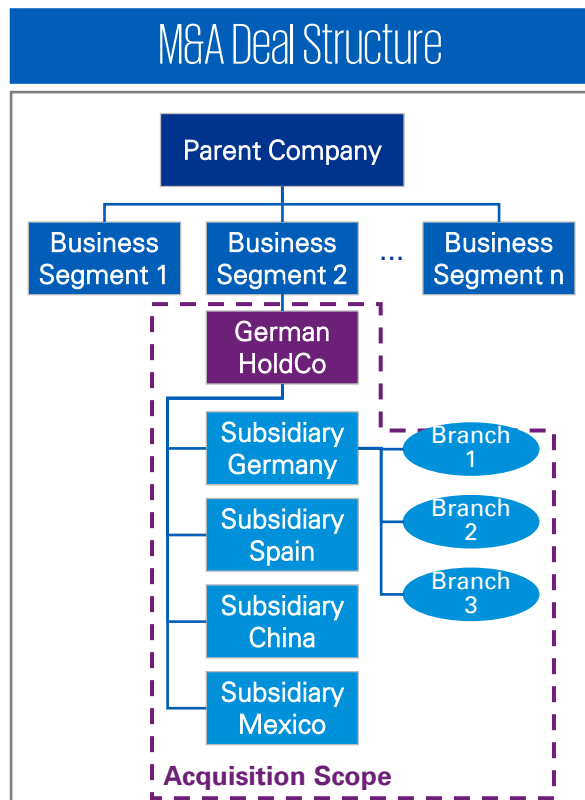 M&A Deal Structure
Parent Company
Business
Segment 1
Business
Segment 2
...
Business
Segment n
German
HoldCo
Subsidiary
Germany
Branch
1
Subsidiary
Spain
Branch
2
Subsidiary
China
Branch
3
Subsidiary
Mexico
Acquisition Scope